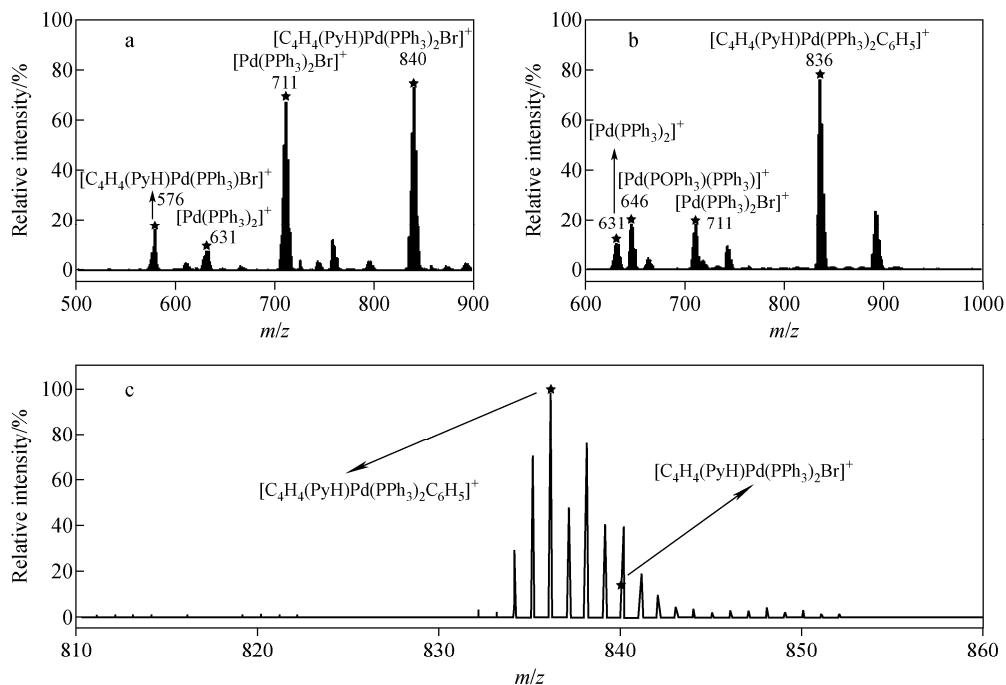 a
[C₄H₄(PyH)Pd(PPh₃)₂Br]⁺
840
[Pd(PPh₃)₂Br]⁺
711
[C₄H₄(PyH)Pd(PPh₃)Br]⁺
576
[Pd(PPh₃)₂]⁺
631
Relative intensity/%
100
80
60
40
20
0
500 600 700 800 900
m/z
b
[C₄H₄(PyH)Pd(PPh₃)₂C₆H₅]⁺
836
[Pd(PPh₃)₂]⁺
[Pd(POPh₃)(PPh₃)]⁺
646
[Pd(PPh₃)₂Br]⁺
631
711
Relative intensity/%
100
80
60
40
20
0
600 700 800 900 1000
m/z
c
[C₄H₄(PyH)Pd(PPh₃)₂Br]⁺
[C₄H₄(PyH)Pd(PPh₃)₂C₆H₅]⁺
Relative intensity/%
100
80
60
40
20
0
810 820 830 840 850 860
m/z